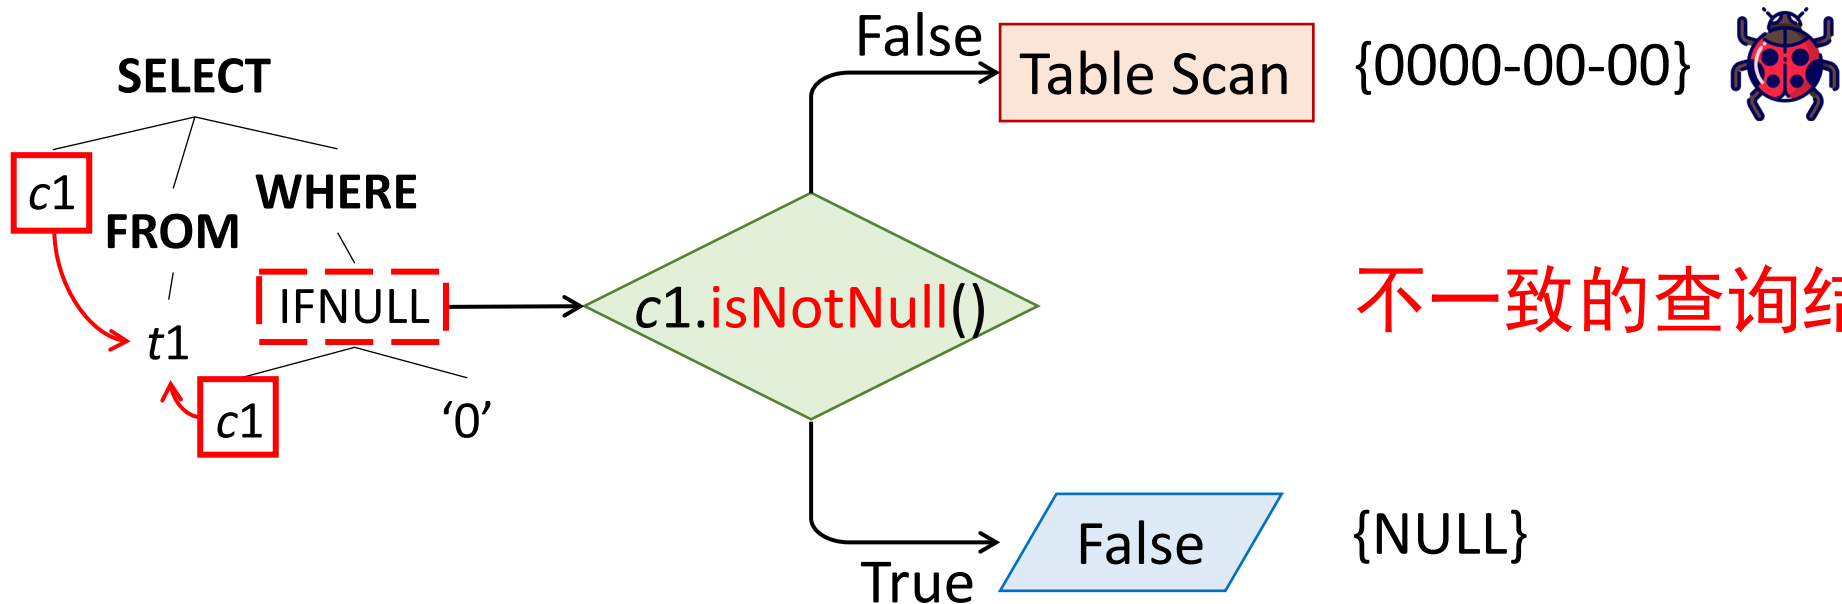 SELECT
c1
FROM
t1
WHERE
IFNULL
c1
‘0’
c1.isNotNull()
False
Table Scan
{0000-00-00}
不一致的查询结
True
False
{NULL}